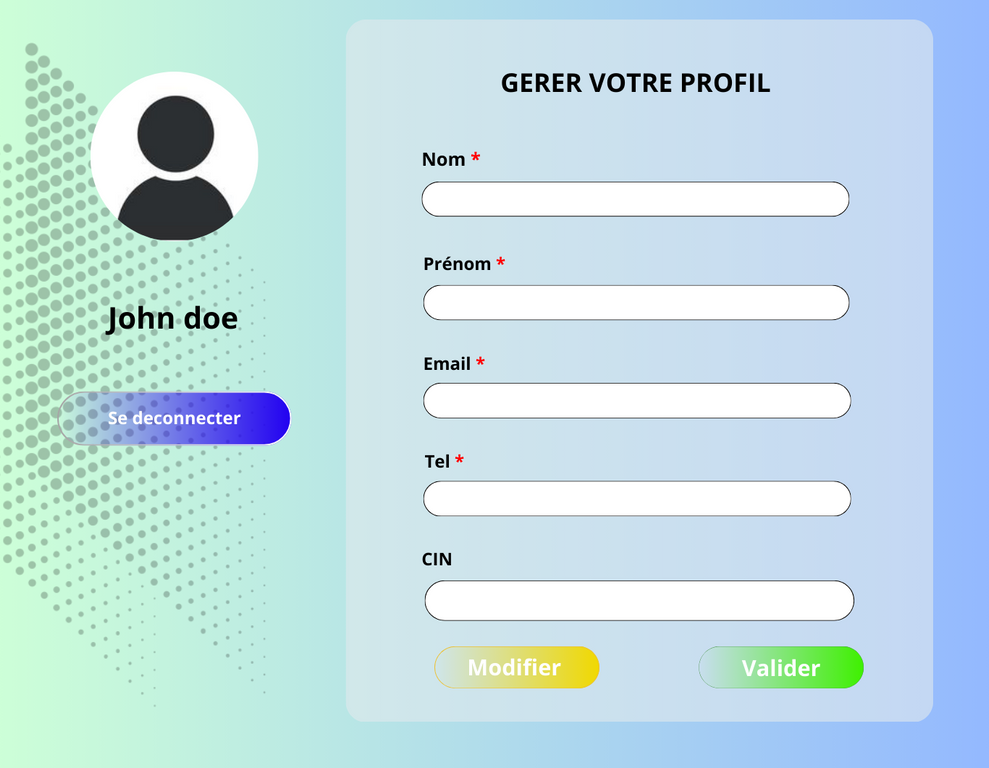 John doe
Se deconnecter
GERER VOTRE PROFIL
Nom *
Prénom *
Email *
Tel *
CIN
Modifier
Valider